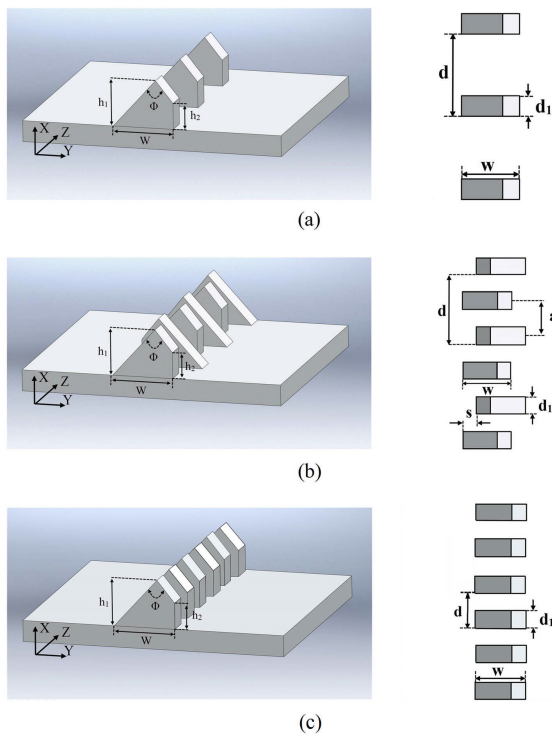 X
Z
Y
h₁
Φ
h₂
W
d
d₁
w
(a)
X
Z
Y
h₁
Φ
h₂
W
d
a
w
d₁
s
(b)
X
Z
Y
h₁
Φ
h₂
W
d
d₁
w
(c)